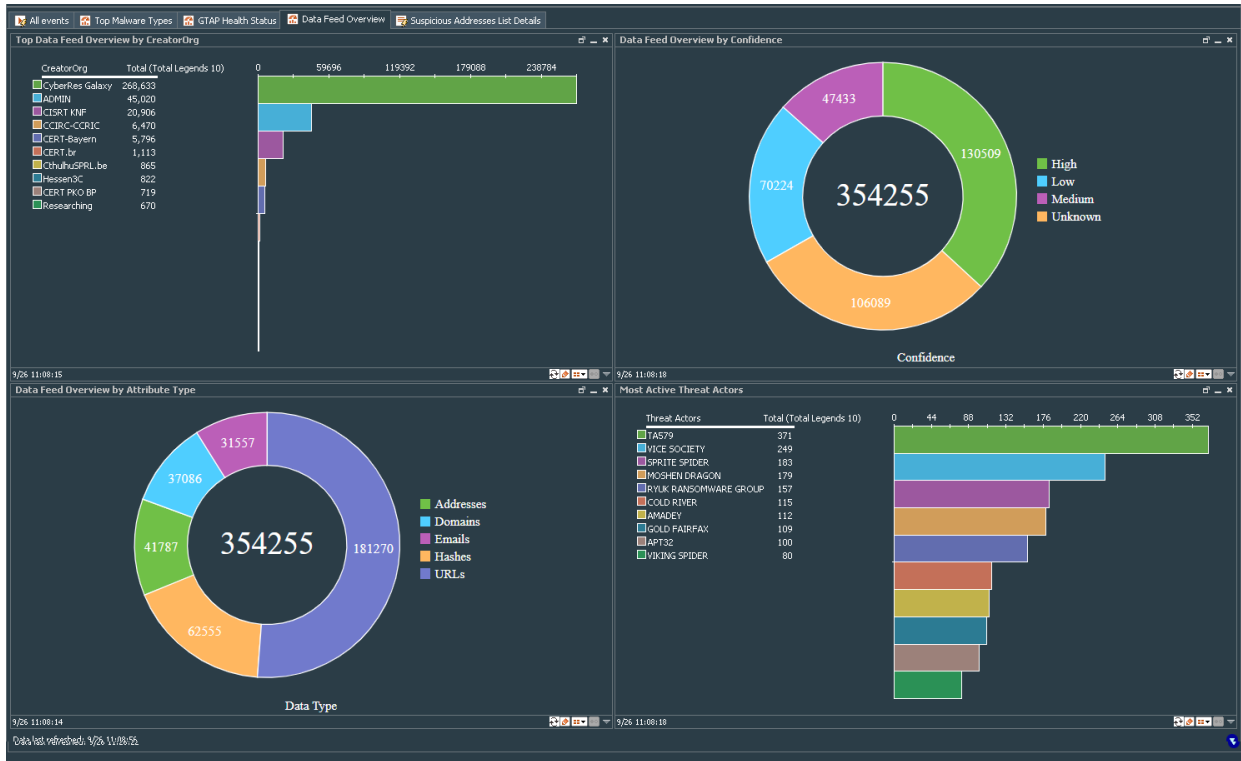 All events Top Malware Types GTAP Health Status Data Feed Overview Suspicious Addresses List Details
Top Data Feed Overview by CreatorOrg
CreatorOrg Total (Total Legends 10) 0 59696 119392 179088 238784
CyberRes Galaxy 268,633
ADMIN 45,020
CISRT KNF 20,906
CCIRC-CCRIC 6,470
CERT-Bayern 5,796
CERT.br 1,113
CthulhuSPRL.be 865
Hessen3C 822
CERT PKO BP 719
Researching 670
9/26 11:08:15
Data Feed Overview by Confidence
47433
130509
70224
354255
106089
High
Low
Medium
Unknown
Confidence
9/26 11:08:18
Data Feed Overview by Attribute Type
31557
37086
41787
354255
181270
62555
Addresses
Domains
Emails
Hashes
URLs
Data Type
9/26 11:08:14
Most Active Threat Actors
Threat Actors Total (Total Legends 10) 0 44 88 132 176 220 264 308 352
TA579 371
VICE SOCIETY 249
SPRITE SPIDER 183
MOSHEN DRAGON 179
RYUK RANSOMWARE GROUP 157
COLD RIVER 115
AMADEY 112
GOLD FAIRFAX 109
APT32 100
VIKING SPIDER 80
9/26 11:08:18
Data last refreshed: 9/26 11:08:56